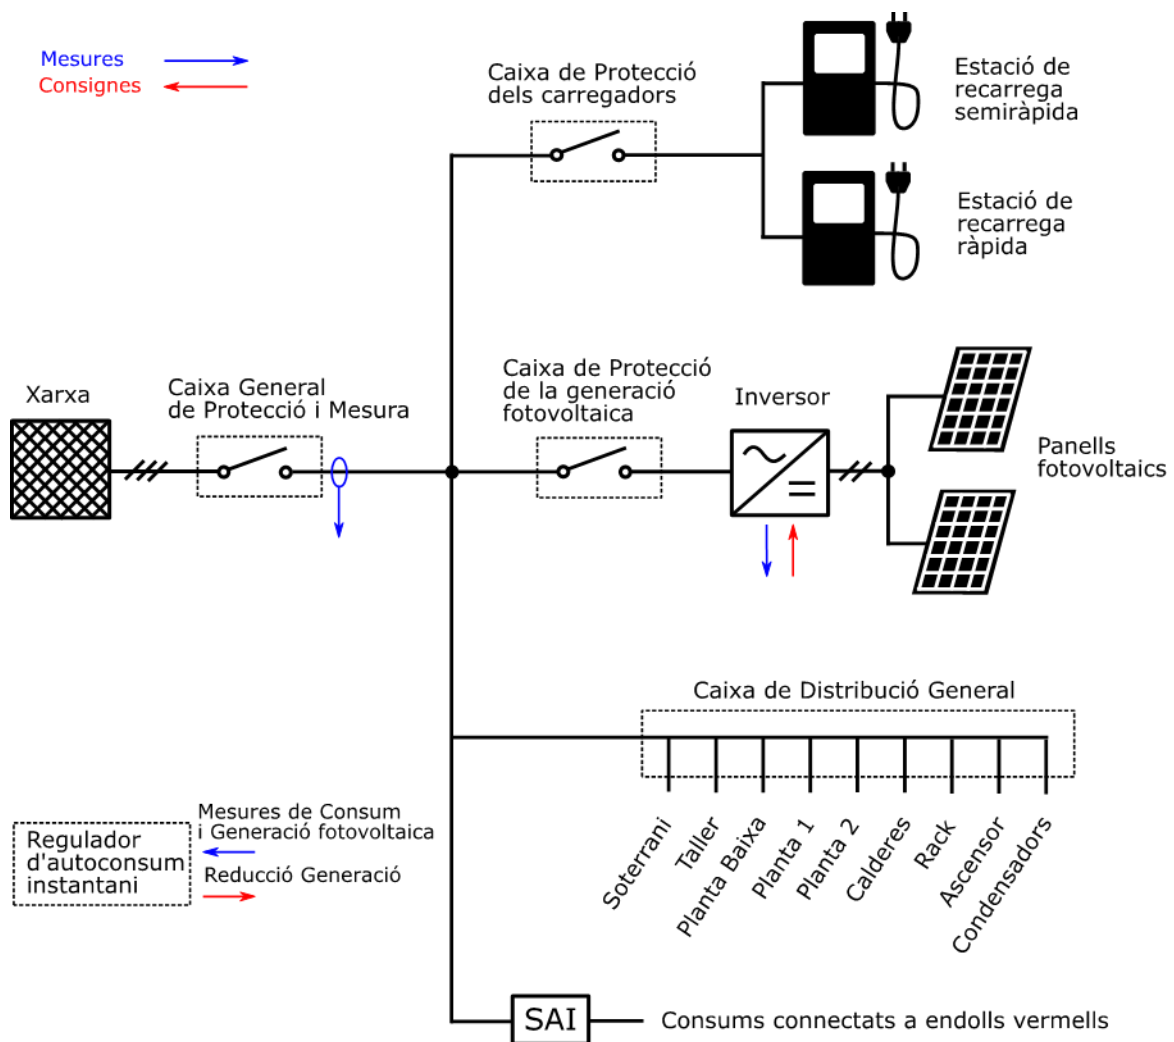 Mesures
Consignes
Caixa de Protecció
dels carregadors
Estació de
recarrega
semiràpida
Estació de
recarrega
ràpida
Xarxa
Caixa General
de Protecció i Mesura
Caixa de Protecció
de la generació
fotovoltaica
Inversor
Panells
fotovoltaics
Caixa de Distribució General
Soterrani
Taller
Planta Baixa
Planta 1
Planta 2
Calderes
Rack
Ascensor
Condensadors
Regulador
d'autoconsum
instantani
Mesures de Consum
i Generació fotovoltaica
Reducció Generació
SAI
Consums connectats a endolls vermells